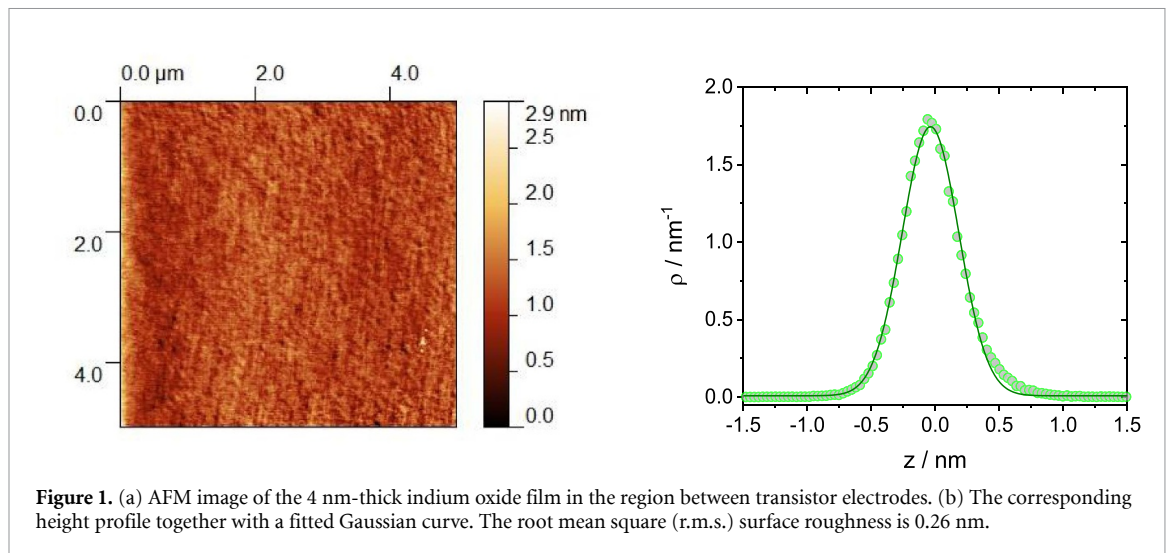 0.0 µm 2.0 4.0
0.0
2.0
4.0
2.9 nm
2.5
2.0
1.5
1.0
0.5
0.0
2.0
1.5
1.0
0.5
0.0
ρ / nm⁻¹
-1.5 -1.0 -0.5 0.0 0.5 1.0 1.5
z / nm
Figure 1. (a) AFM image of the 4 nm-thick indium oxide film in the region between transistor electrodes. (b) The corresponding
height profile together with a fitted Gaussian curve. The root mean square (r.m.s.) surface roughness is 0.26 nm.